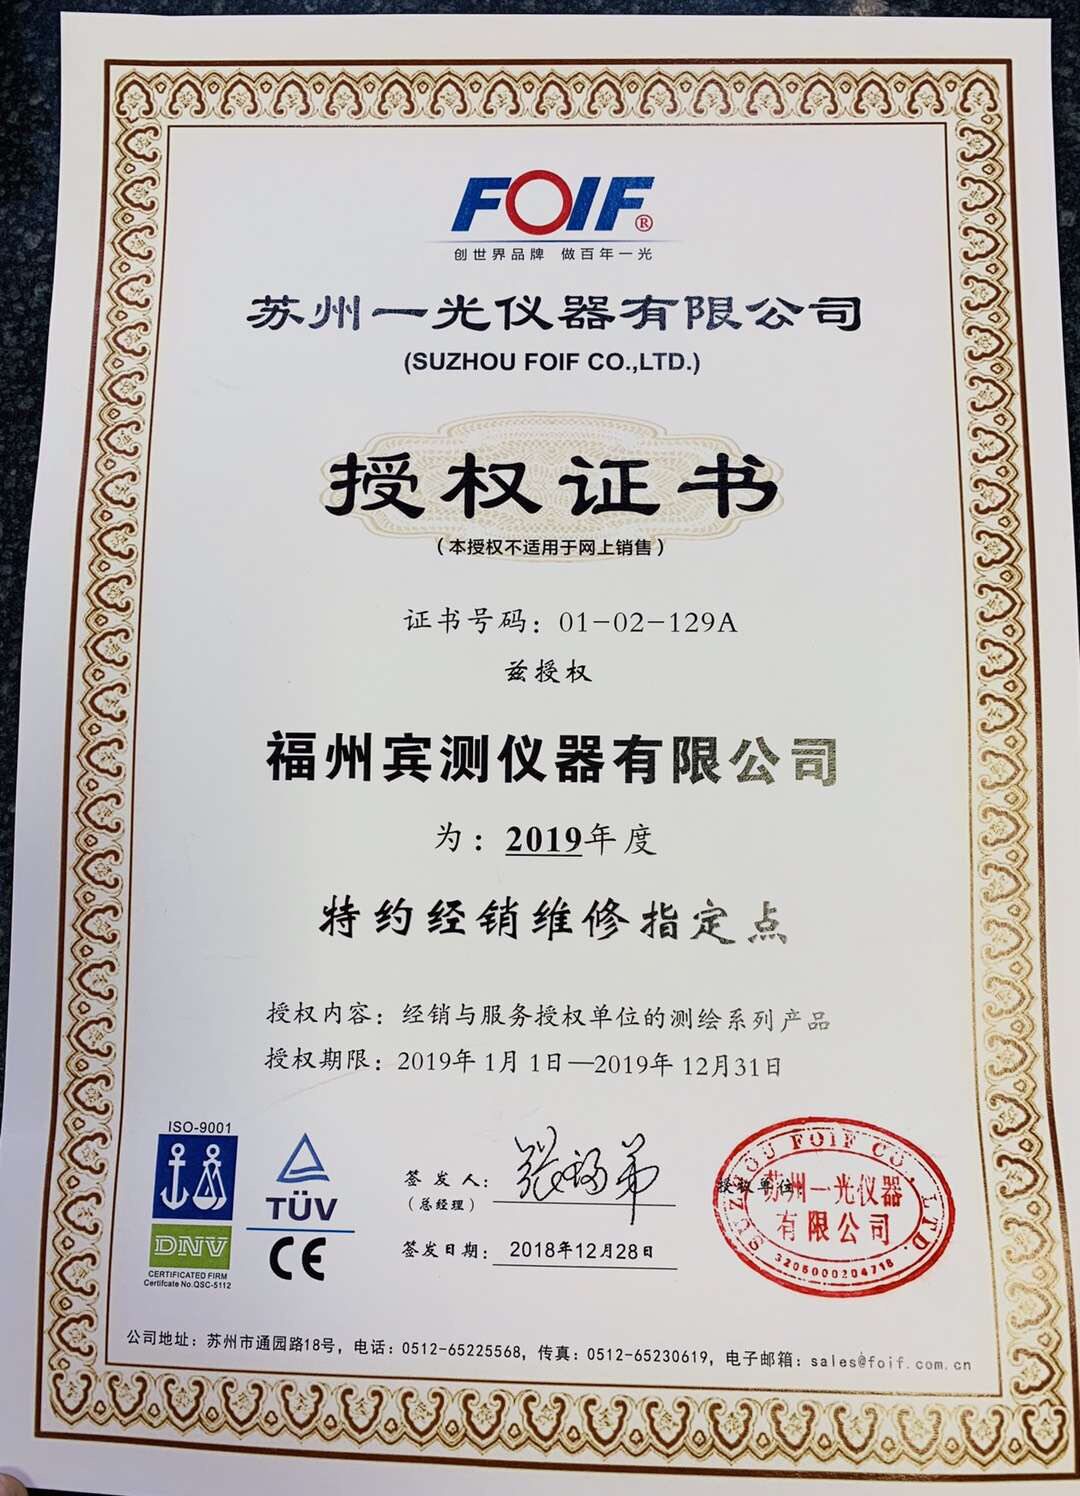 FOIF®
创世界品牌 做百年一光
苏州一光仪器有限公司
(SUZHOU FOIF CO.,LTD.)
授权证书
（本授权不适用于网上销售）
证书号码：01-02-129A
兹授权
福州宾测仪器有限公司
为：2019年度
特约经销维修指定点
授权内容：经销与服务授权单位的测绘系列产品
授权期限：2019年1月1日—2019年12月31日
ISO-9001
DNV
CERTIFICATED FIRM
Certifcate No.QSC-5112
TÜV
CE
签发人：张福弟
（总经理）
签发日期：2018年12月28日
授权单位：
SUZHOU FOIF CO., LTD.
苏州一光仪器
有限公司
3205000204718
公司地址：苏州市通园路18号，电话：0512-65225568，传真：0512-65230619，电子邮箱：sales@foif.com.cn